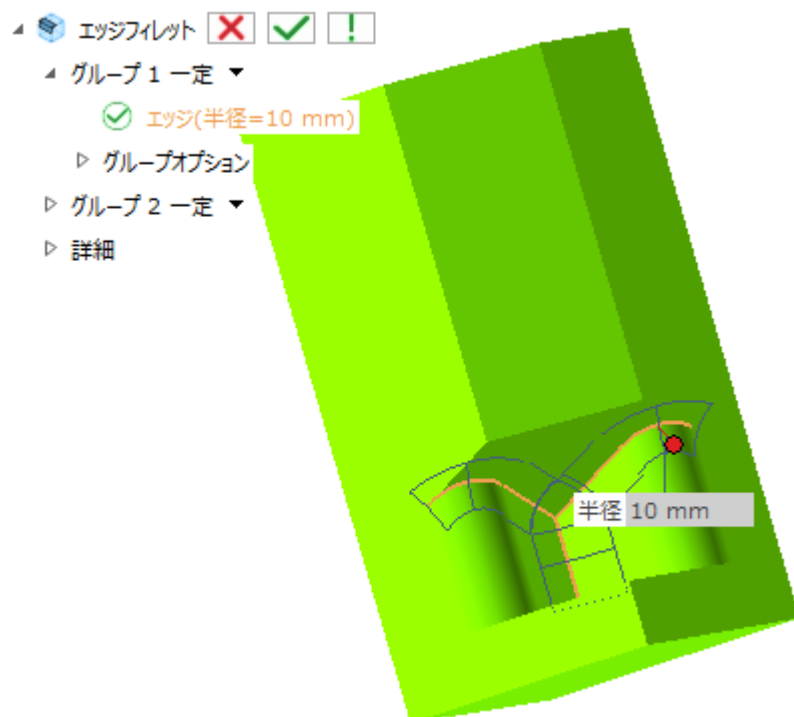 エッジフィレット
グループ 1 一定
エッジ(半径=10 mm)
グループオプション
グループ 2 一定
詳細
半径 10 mm